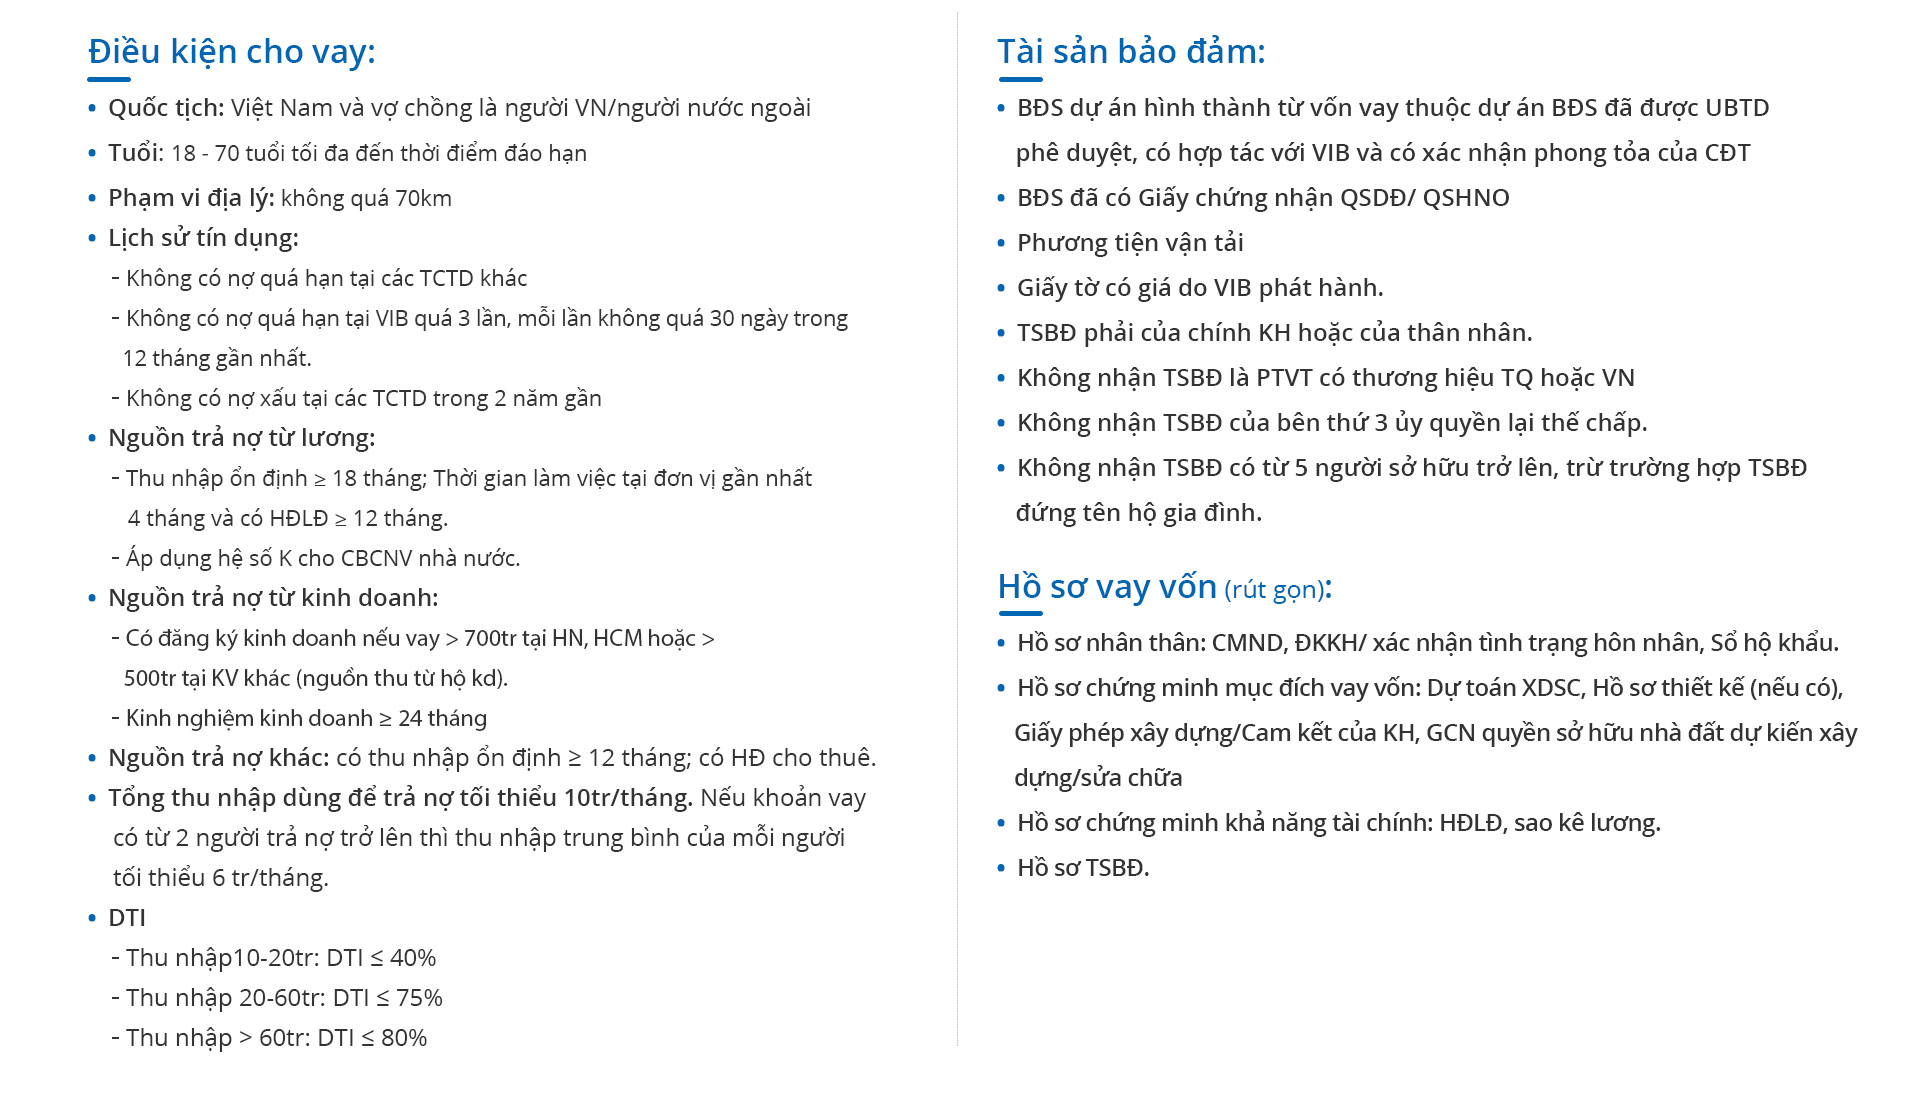 Điều kiện cho vay:
• Quốc tịch: Việt Nam và vợ chồng là người VN/người nước ngoài
• Tuổi: 18 - 70 tuổi tối đa đến thời điểm đáo hạn
• Phạm vi địa lý: không quá 70km
• Lịch sử tín dụng:
- Không có nợ quá hạn tại các TCTD khác
- Không có nợ quá hạn tại VIB quá 3 lần, mỗi lần không quá 30 ngày trong
12 tháng gần nhất.
- Không có nợ xấu tại các TCTD trong 2 năm gần
• Nguồn trả nợ từ lương:
- Thu nhập ổn định ≥ 18 tháng; Thời gian làm việc tại đơn vị gần nhất
4 tháng và có HĐLĐ ≥ 12 tháng.
- Áp dụng hệ số K cho CBCNV nhà nước.
• Nguồn trả nợ từ kinh doanh:
- Có đăng ký kinh doanh nếu vay > 700tr tại HN, HCM hoặc >
500tr tại KV khác (nguồn thu từ hộ kd).
- Kinh nghiệm kinh doanh ≥ 24 tháng
• Nguồn trả nợ khác: có thu nhập ổn định ≥ 12 tháng; có HĐ cho thuê.
• Tổng thu nhập dùng để trả nợ tối thiểu 10tr/tháng. Nếu khoản vay
có từ 2 người trả nợ trở lên thì thu nhập trung bình của mỗi người
tối thiểu 6 tr/tháng.
• DTI
- Thu nhập10-20tr: DTI ≤ 40%
- Thu nhập 20-60tr: DTI ≤ 75%
- Thu nhập > 60tr: DTI ≤ 80%
Tài sản bảo đảm:
• BĐS dự án hình thành từ vốn vay thuộc dự án BĐS đã được UBTD
phê duyệt, có hợp tác với VIB và có xác nhận phong tỏa của CĐT
• BĐS đã có Giấy chứng nhận QSDĐ/ QSHNO
• Phương tiện vận tải
• Giấy tờ có giá do VIB phát hành.
• TSBĐ phải của chính KH hoặc của thân nhân.
• Không nhận TSBĐ là PTVT có thương hiệu TQ hoặc VN
• Không nhận TSBĐ của bên thứ 3 ủy quyền lại thế chấp.
• Không nhận TSBĐ có từ 5 người sở hữu trở lên, trừ trường hợp TSBĐ
đứng tên hộ gia đình.
Hồ sơ vay vốn (rút gọn):
• Hồ sơ nhân thân: CMND, ĐKKH/ xác nhận tình trạng hôn nhân, Sổ hộ khẩu.
• Hồ sơ chứng minh mục đích vay vốn: Dự toán XDSC, Hồ sơ thiết kế (nếu có),
Giấy phép xây dựng/Cam kết của KH, GCN quyền sở hữu nhà đất dự kiến xây
dựng/sửa chữa
• Hồ sơ chứng minh khả năng tài chính: HĐLĐ, sao kê lương.
• Hồ sơ TSBĐ.